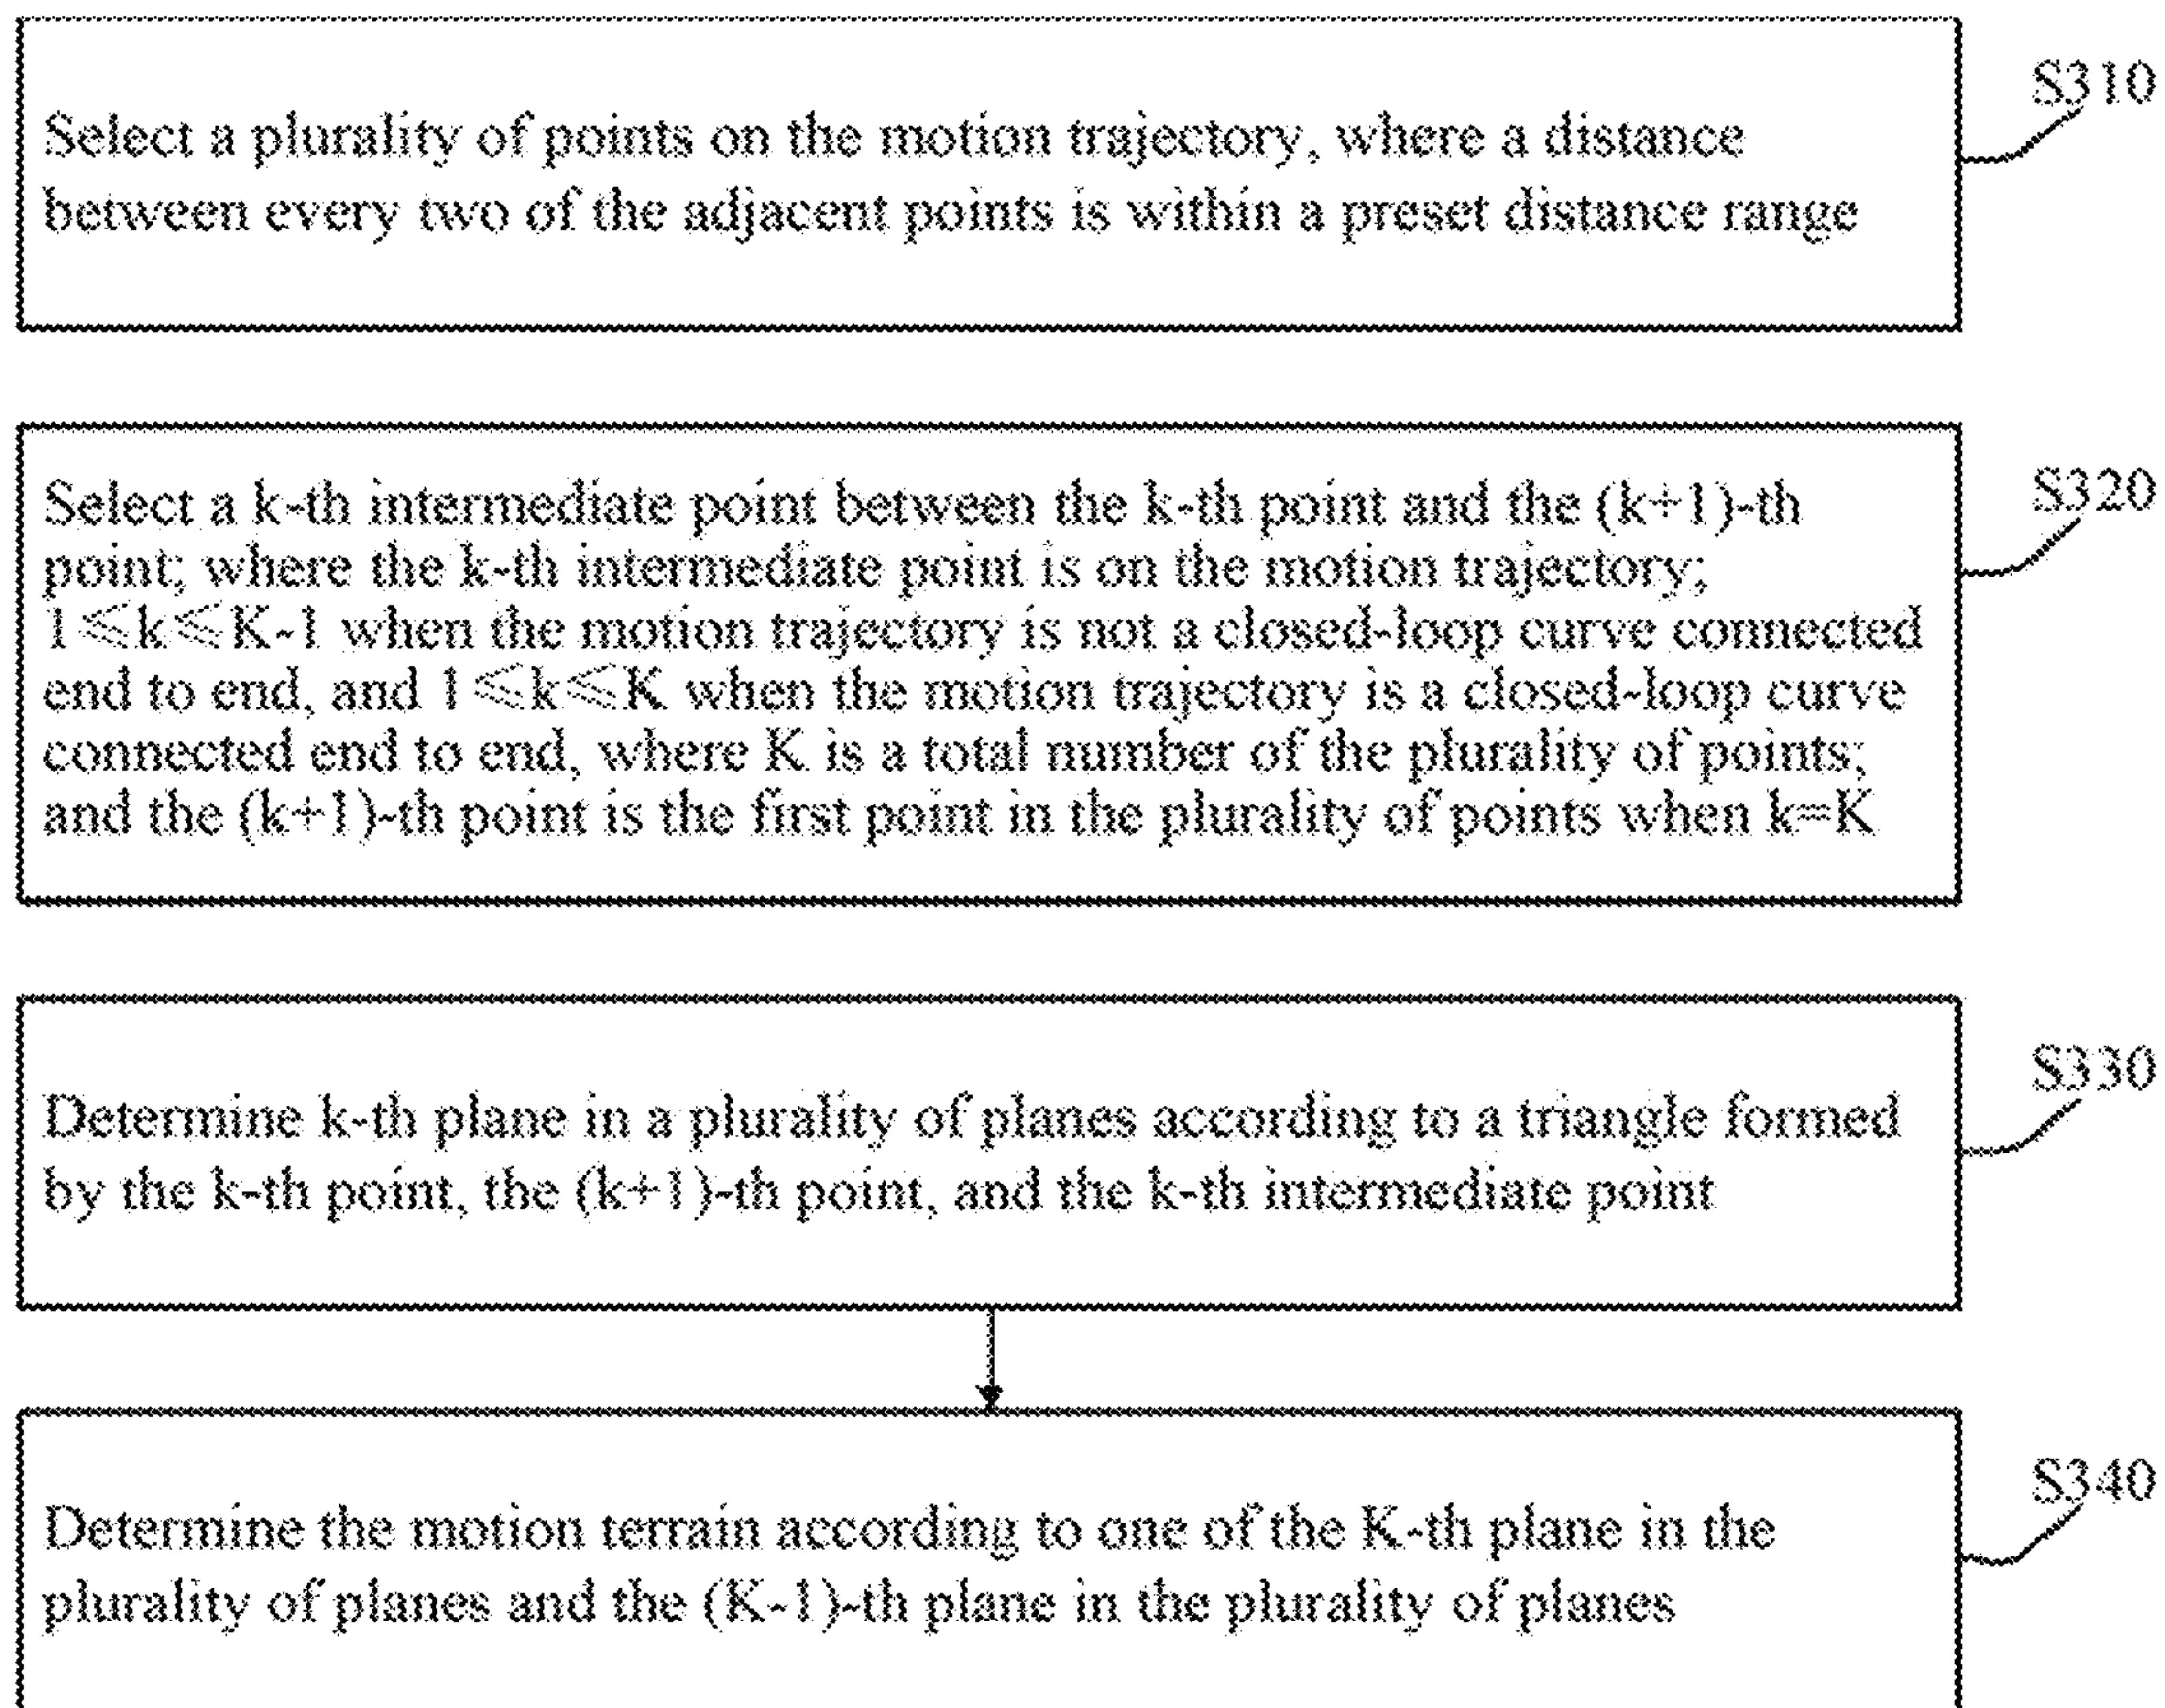 Select a plurality of points on the motion trajectory, where a distance
between every two of the adjacent points is within a preset distance range
S310
Select a k-th intermediate point between the k-th point and the (k+1)-th
point; where the k-th intermediate point is on the motion trajectory;
1≤k≤K-1 when the motion trajectory is not a closed-loop curve connected
end to end, and 1≤k≤K when the motion trajectory is a closed-loop curve
connected end to end, where K is a total number of the plurality of points;
and the (k+1)-th point is the first point in the plurality of points when k=K
S320
Determine k-th plane in a plurality of planes according to a triangle formed
by the k-th point, the (k+1)-th point, and the k-th intermediate point
S330
Determine the motion terrain according to one of the K-th plane in the
plurality of planes and the (K-1)-th plane in the plurality of planes
S340